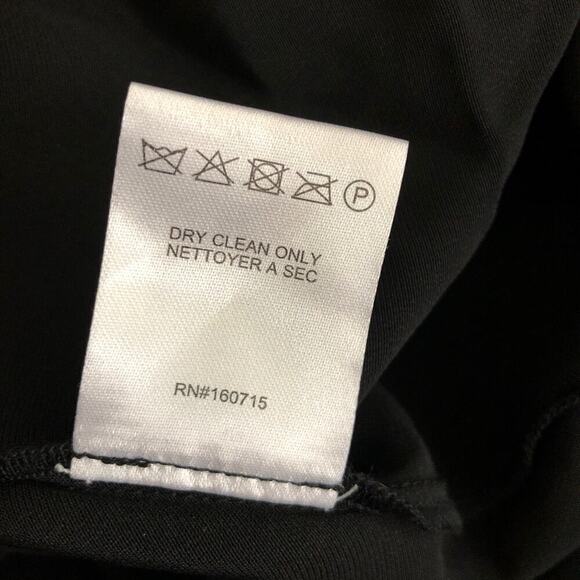 P
DRY CLEAN ONLY
NETTOYER A SEC
RN#160715